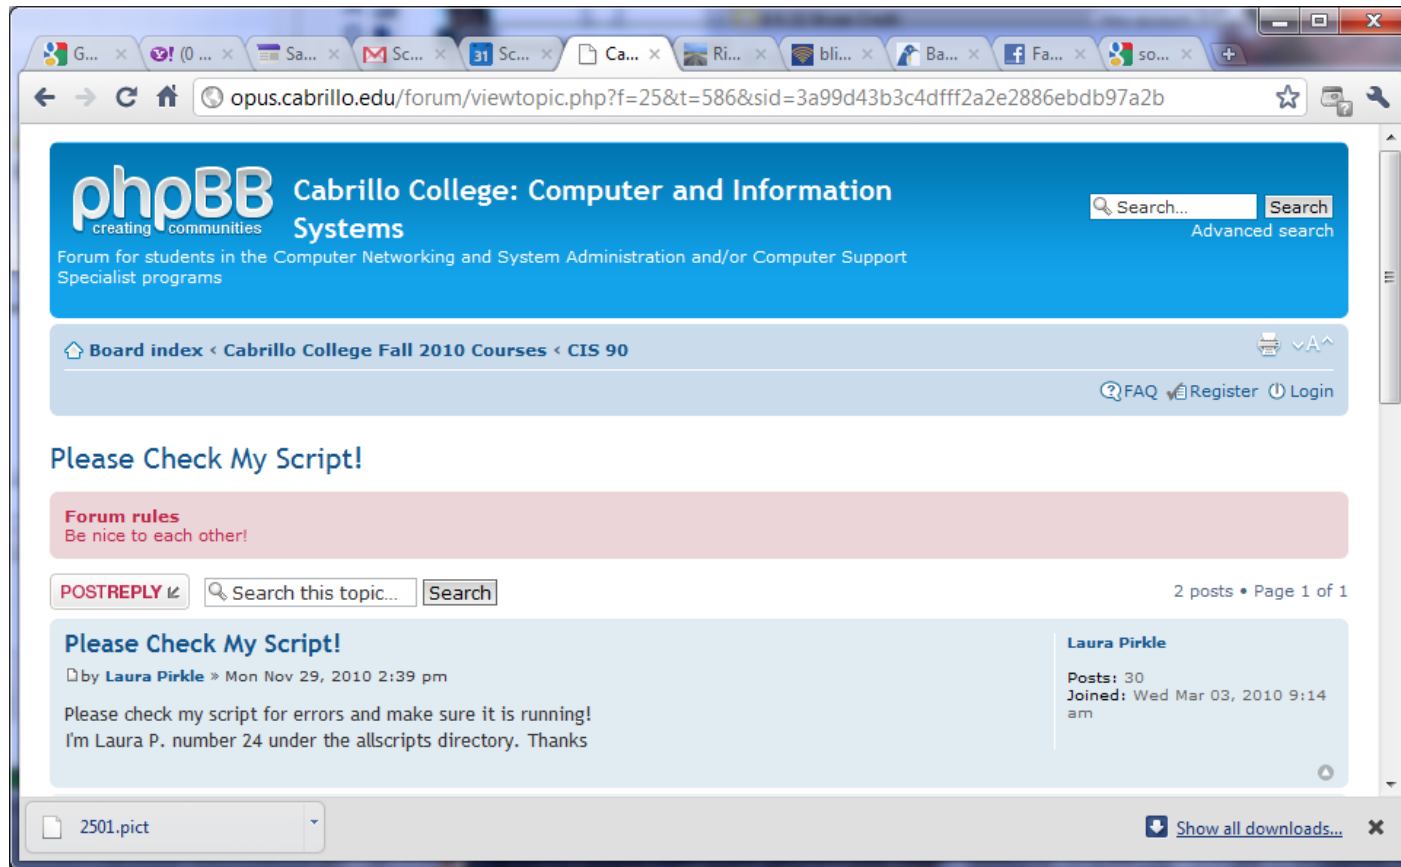 G...
(0 ...
Sa...
Sc...
31 Sc...
Ca...
Ri...
bli...
Ba...
Fa...
so...
opus.cabrillo.edu/forum/viewtopic.php?f=25&t=586&sid=3a99d43b3c4dfff2a2e2886ebdb97a2b
phpBB
creating communities
Cabrillo College: Computer and Information
Systems
Forum for students in the Computer Networking and System Administration and/or Computer Support
Specialist programs
Search... Search
Advanced search
Board index ‹ Cabrillo College Fall 2010 Courses ‹ CIS 90
A
FAQ Register Login
Please Check My Script!
Forum rules
Be nice to each other!
POSTREPLY Search this topic... Search
2 posts • Page 1 of 1
Please Check My Script!
by Laura Pirkle » Mon Nov 29, 2010 2:39 pm
Please check my script for errors and make sure it is running!
I'm Laura P. number 24 under the allscripts directory. Thanks
Laura Pirkle
Posts: 30
Joined: Wed Mar 03, 2010 9:14
am
2501.pict
Show all downloads...